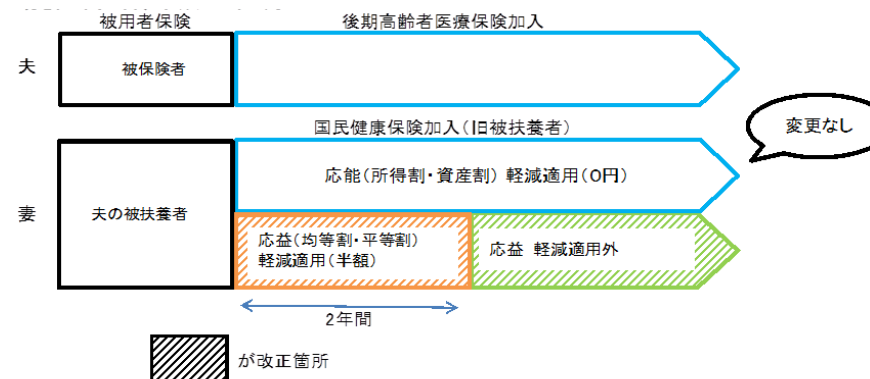 被用者保険
後期高齢者医療保険加入
夫
被保険者
変更なし
国民健康保険加入(旧被扶養者)
応能(所得割・資産割) 軽減適用(0円)
妻
夫の被扶養者
応益(均等割・平等割)
軽減適用(半額)
応益 軽減適用外
2年間
が改正箇所